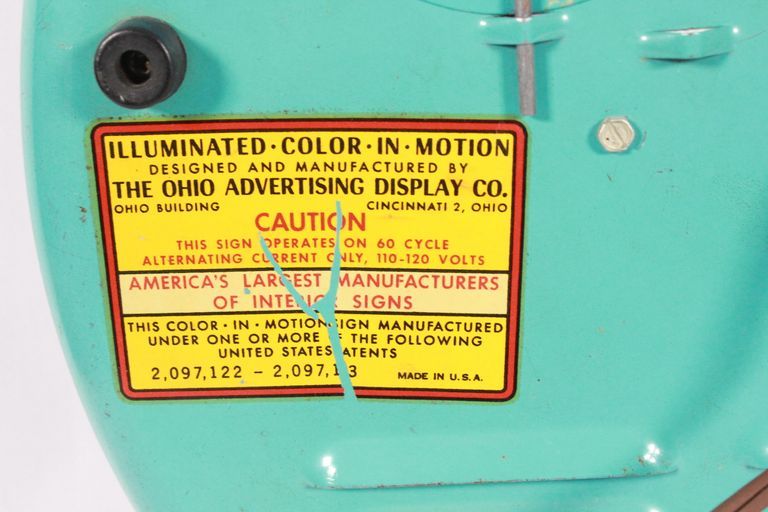 ILLUMINATED · COLOR · IN · MOTION
DESIGNED AND MANUFACTURED BY
THE OHIO ADVERTISING DISPLAY CO.
OHIO BUILDING CINCINNATI 2, OHIO
CAUTION
THIS SIGN OPERATES ON 60 CYCLE
ALTERNATING CURRENT ONLY, 110-120 VOLTS
AMERICA'S LARGEST MANUFACTURERS
OF INTERIOR SIGNS
THIS COLOR · IN · MOTION SIGN MANUFACTURED
UNDER ONE OR MORE OF THE FOLLOWING
UNITED STATES PATENTS
2,097,122 – MADE IN U.S.A.